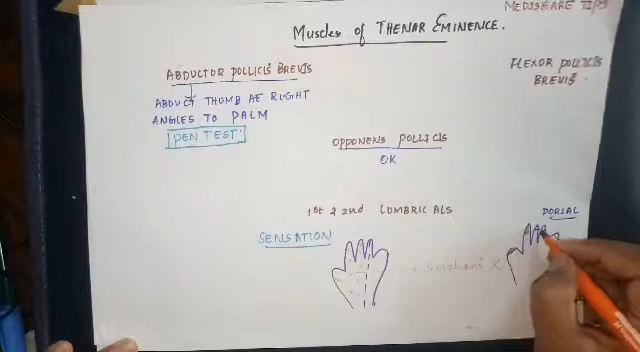 MEDISHARE TIPS
Muscles of THENAR EMINENCE.
ABDUCTOR POLLICIS BREVIS
FLEXOR POLLICIS
BREVIS.
ABDUCT THUMB AT RIGHT
ANGLES TO PALM
PEN TEST.
OPPONENS POLLICIS
OK
1st & 2nd LUMBRICALS
DORSAL
SENSATION